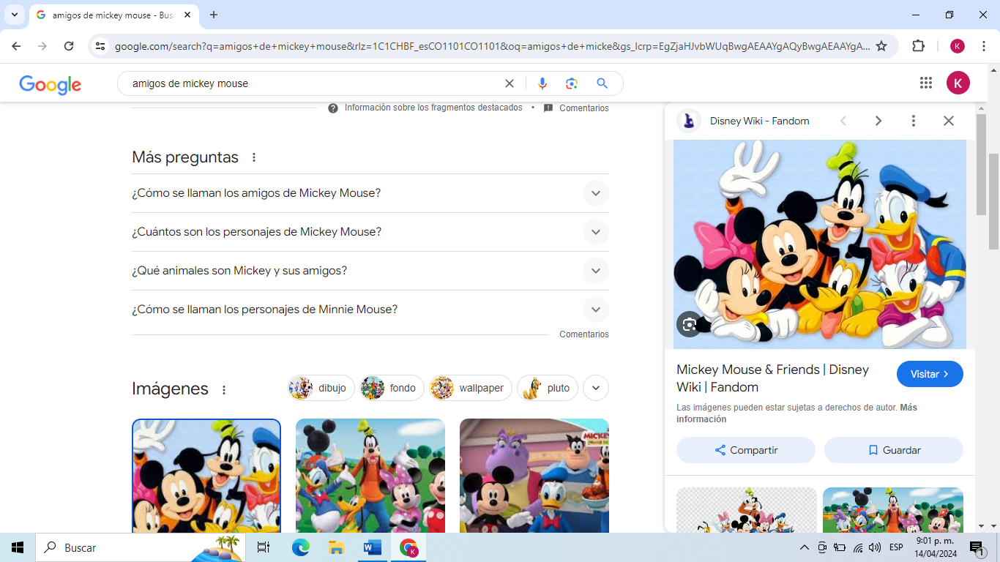 amigos de mickey mouse - Bus
google.com/search?q=amigos+de+mickey+mouse&rlz=1C1CHBF_esCO1101CO1101&oq=amigos+de+micke&gs_lcrp=EgZjaHJvbWUqBwgAEAAYgAQyBwgAEAAYgA...
K
Google
amigos de mickey mouse
K
Información sobre los fragmentos destacados • Comentarios
Disney Wiki - Fandom
Más preguntas
¿Cómo se llaman los amigos de Mickey Mouse?
¿Cuántos son los personajes de Mickey Mouse?
¿Qué animales son Mickey y sus amigos?
¿Cómo se llaman los personajes de Minnie Mouse?
Comentarios
Imágenes
dibujo
fondo
wallpaper
pluto
MICKEY
Mickey Mouse & Friends | Disney
Wiki | Fandom
Visitar
Las imágenes pueden estar sujetas a derechos de autor. Más
información
Compartir
Guardar
Buscar
W
K
ESP
9:01 p. m.
14/04/2024
1